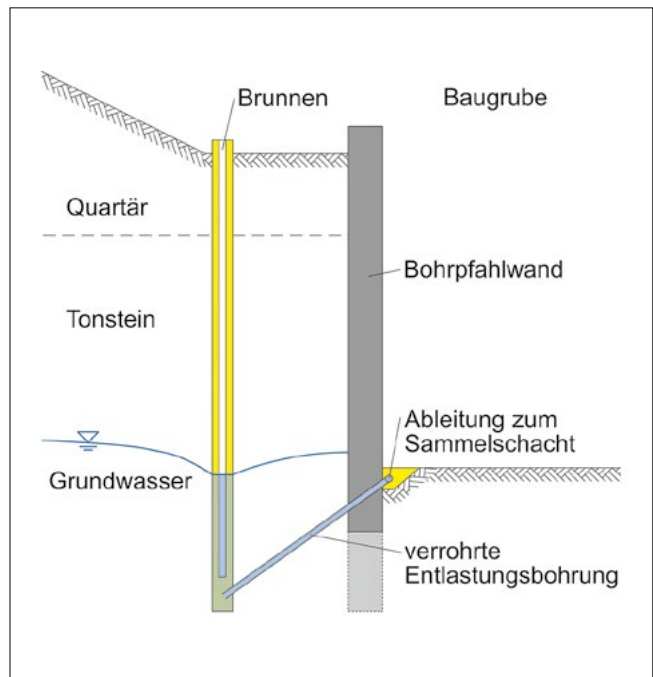 Brunnen
Baugrube
Quartär
Bohrpfahlwand
Tonstein
Ableitung zum
Sammelschacht
Grundwasser
verrohrte
Entlastungsbohrung